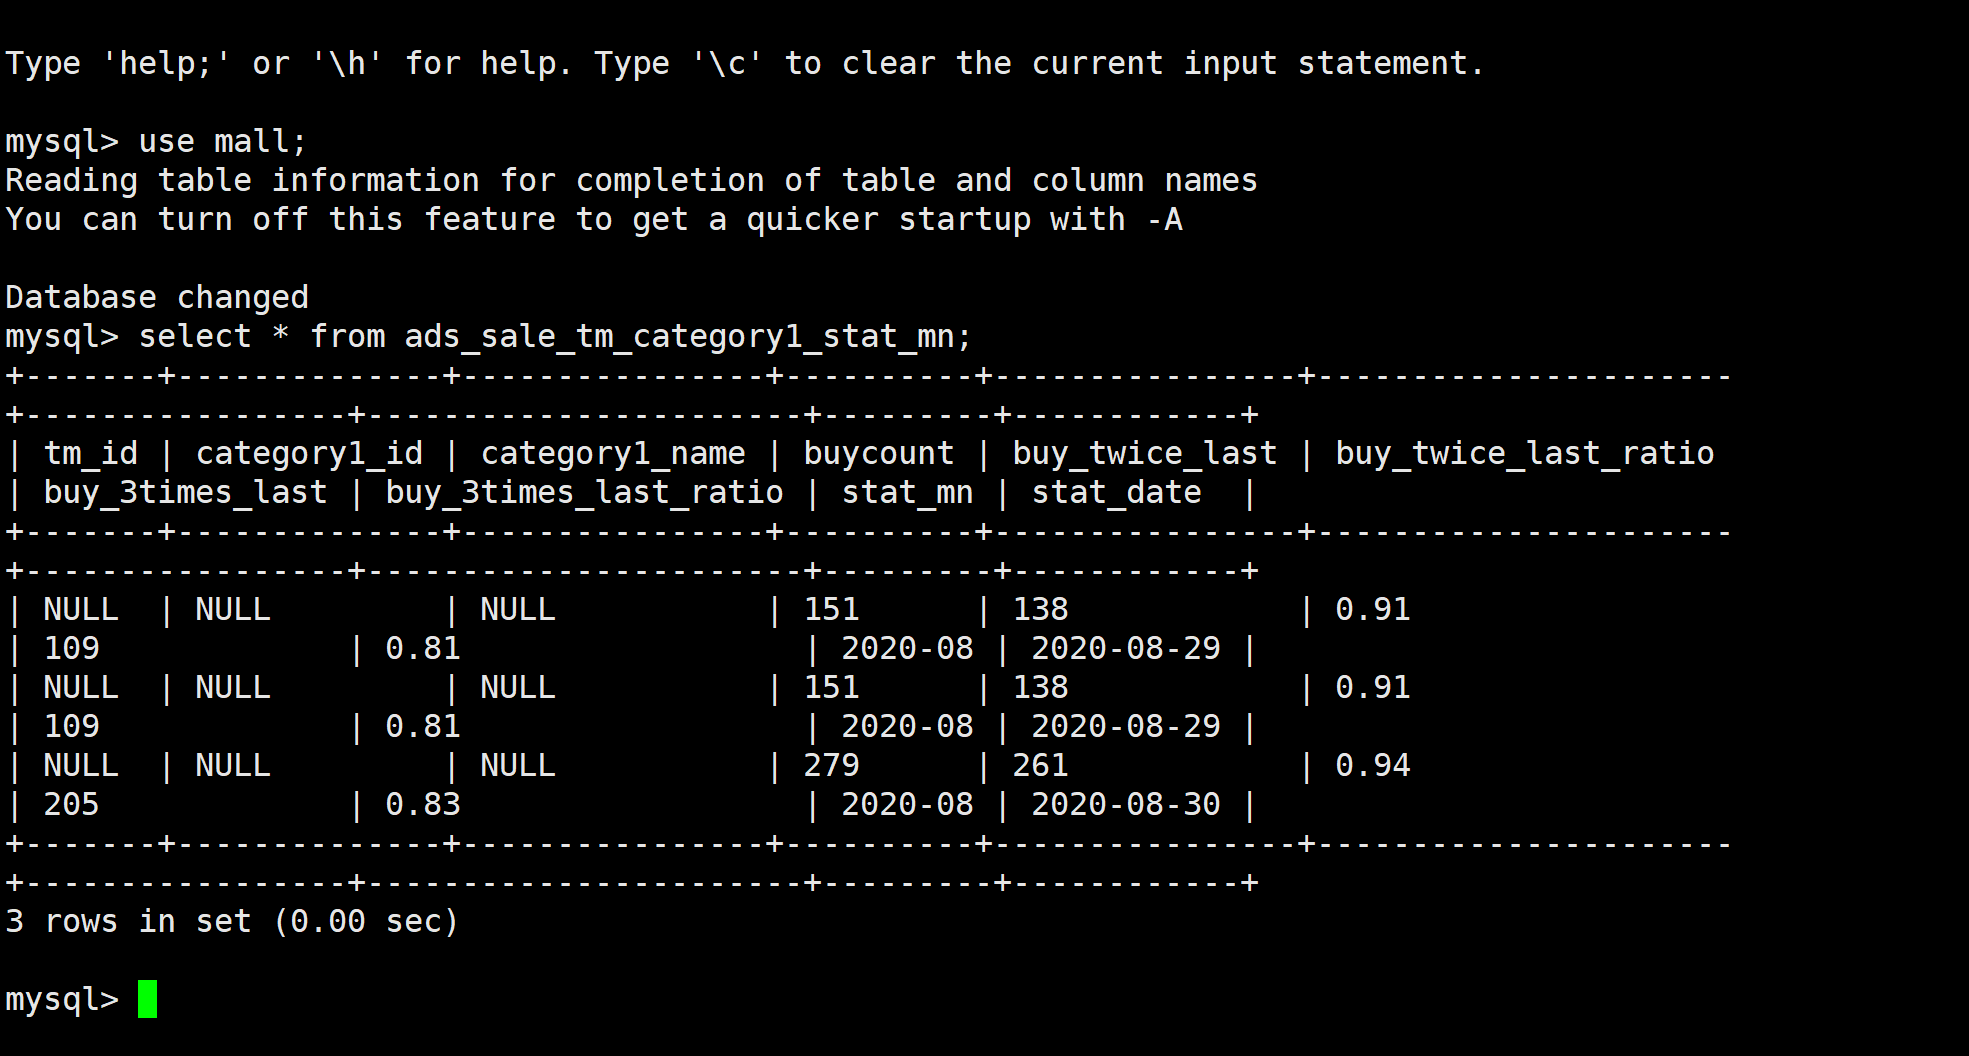 Type 'help;' or '\h' for help. Type '\c' to clear the current input statement.
mysql> use mall;
Reading table information for completion of table and column names
You can turn off this feature to get a quicker startup with -A
Database changed
mysql> select * from ads_sale_tm_category1_stat_mn;
+-------+--------------+----------------+----------+----------------+----------------------
+-----------------+-----------------------+---------+------------+
| tm_id | category1_id | category1_name | buycount | buy_twice_last | buy_twice_last_ratio
| buy_3times_last | buy_3times_last_ratio | stat_mn | stat_date  |
+-------+--------------+----------------+----------+----------------+----------------------
+-----------------+-----------------------+---------+------------+
| NULL  | NULL         | NULL           | 151      | 138            | 0.91
| 109             | 0.81                  | 2020-08 | 2020-08-29 |
| NULL  | NULL         | NULL           | 151      | 138            | 0.91
| 109             | 0.81                  | 2020-08 | 2020-08-29 |
| NULL  | NULL         | NULL           | 279      | 261            | 0.94
| 205             | 0.83                  | 2020-08 | 2020-08-30 |
+-------+--------------+----------------+----------+----------------+----------------------
+-----------------+-----------------------+---------+------------+
3 rows in set (0.00 sec)
mysql>